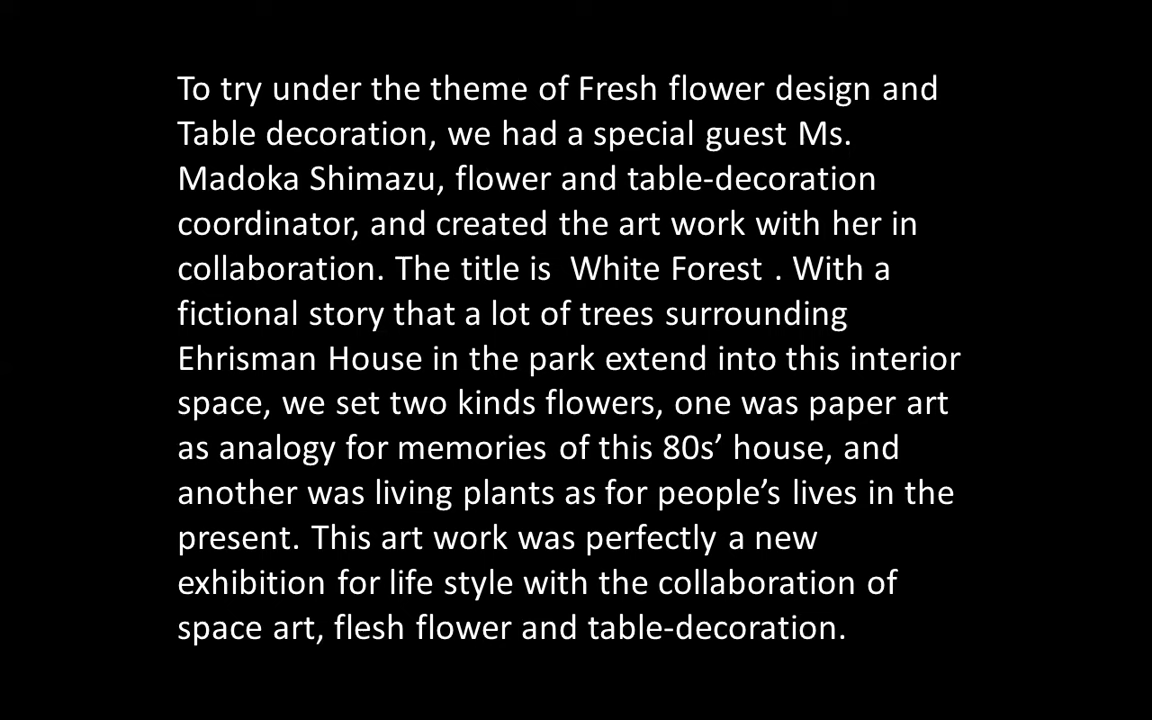 To try under the theme of Fresh flower design and
Table decoration, we had a special guest Ms.
Madoka Shimazu, flower and table-decoration
coordinator, and created the art work with her in
collaboration. The title is  White Forest . With a
fictional story that a lot of trees surrounding
Ehrisman House in the park extend into this interior
space, we set two kinds flowers, one was paper art
as analogy for memories of this 80s’ house, and
another was living plants as for people’s lives in the
present. This art work was perfectly a new
exhibition for life style with the collaboration of
space art, flesh flower and table-decoration.